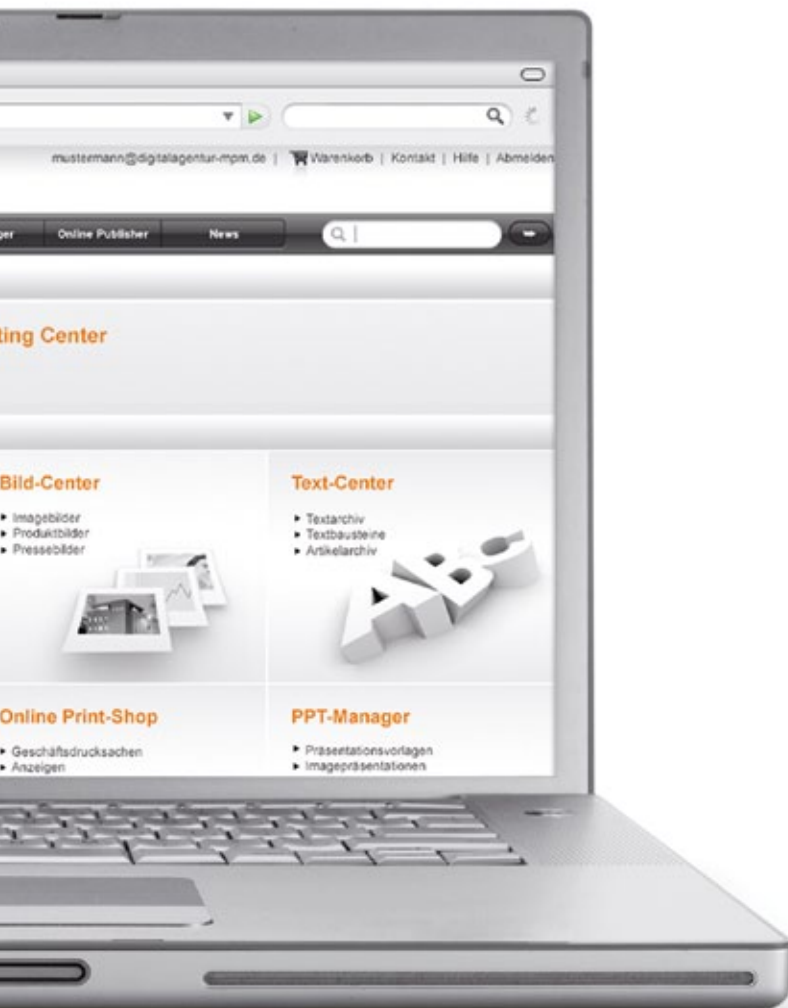 mustermann@digitalagentur-mpm.de | Warenkorb | Kontakt | Hilfe | Abmelden
ger Online Publisher News
ting Center
Bild-Center
Imagebilder
Produktbilder
Pressebilder
Text-Center
Textarchiv
Textbausteine
Artikelarchiv
ABC
Online Print-Shop
Geschäftsdrucksachen
Anzeigen
PPT-Manager
Präsentationsvorlagen
Imagepräsentationen